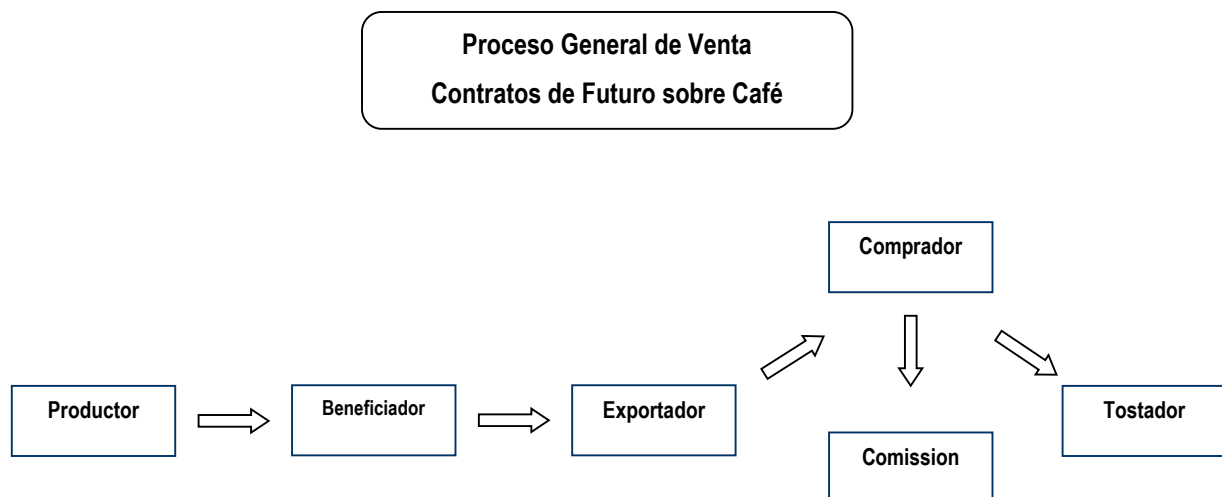 Proceso General de Venta
Contratos de Futuro sobre Café
Comprador
Productor
Beneficiador
Exportador
Tostador
Comission